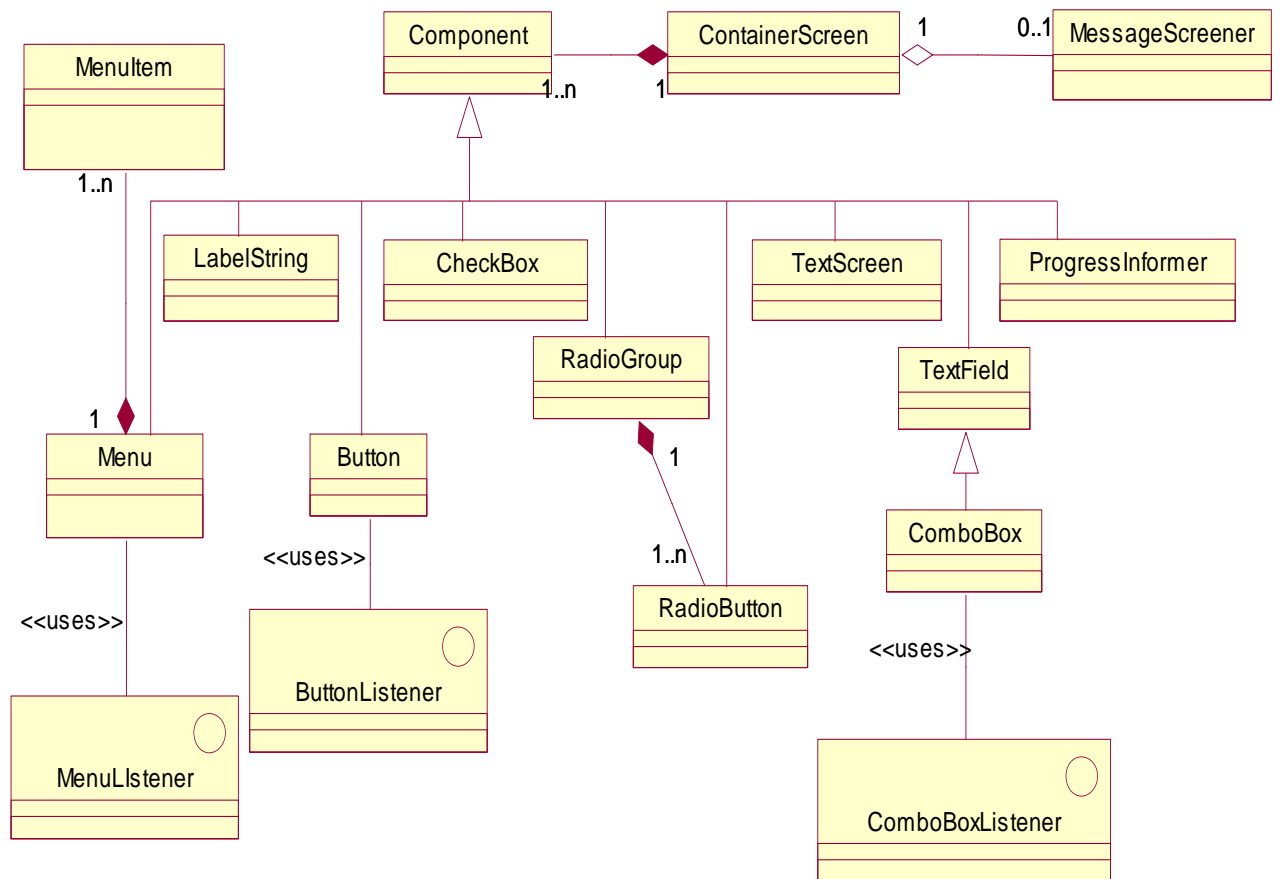 Component
ContainerScreen
1
0..1
MessageScreener
MenuItem
1..n
1
1..n
LabelString
CheckBox
TextScreen
ProgressInformer
RadioGroup
TextField
1
Menu
Button
1
ComboBox
<<uses>>
1..n
RadioButton
<<uses>>
<<uses>>
ButtonListener
MenuLIstener
ComboBoxListener